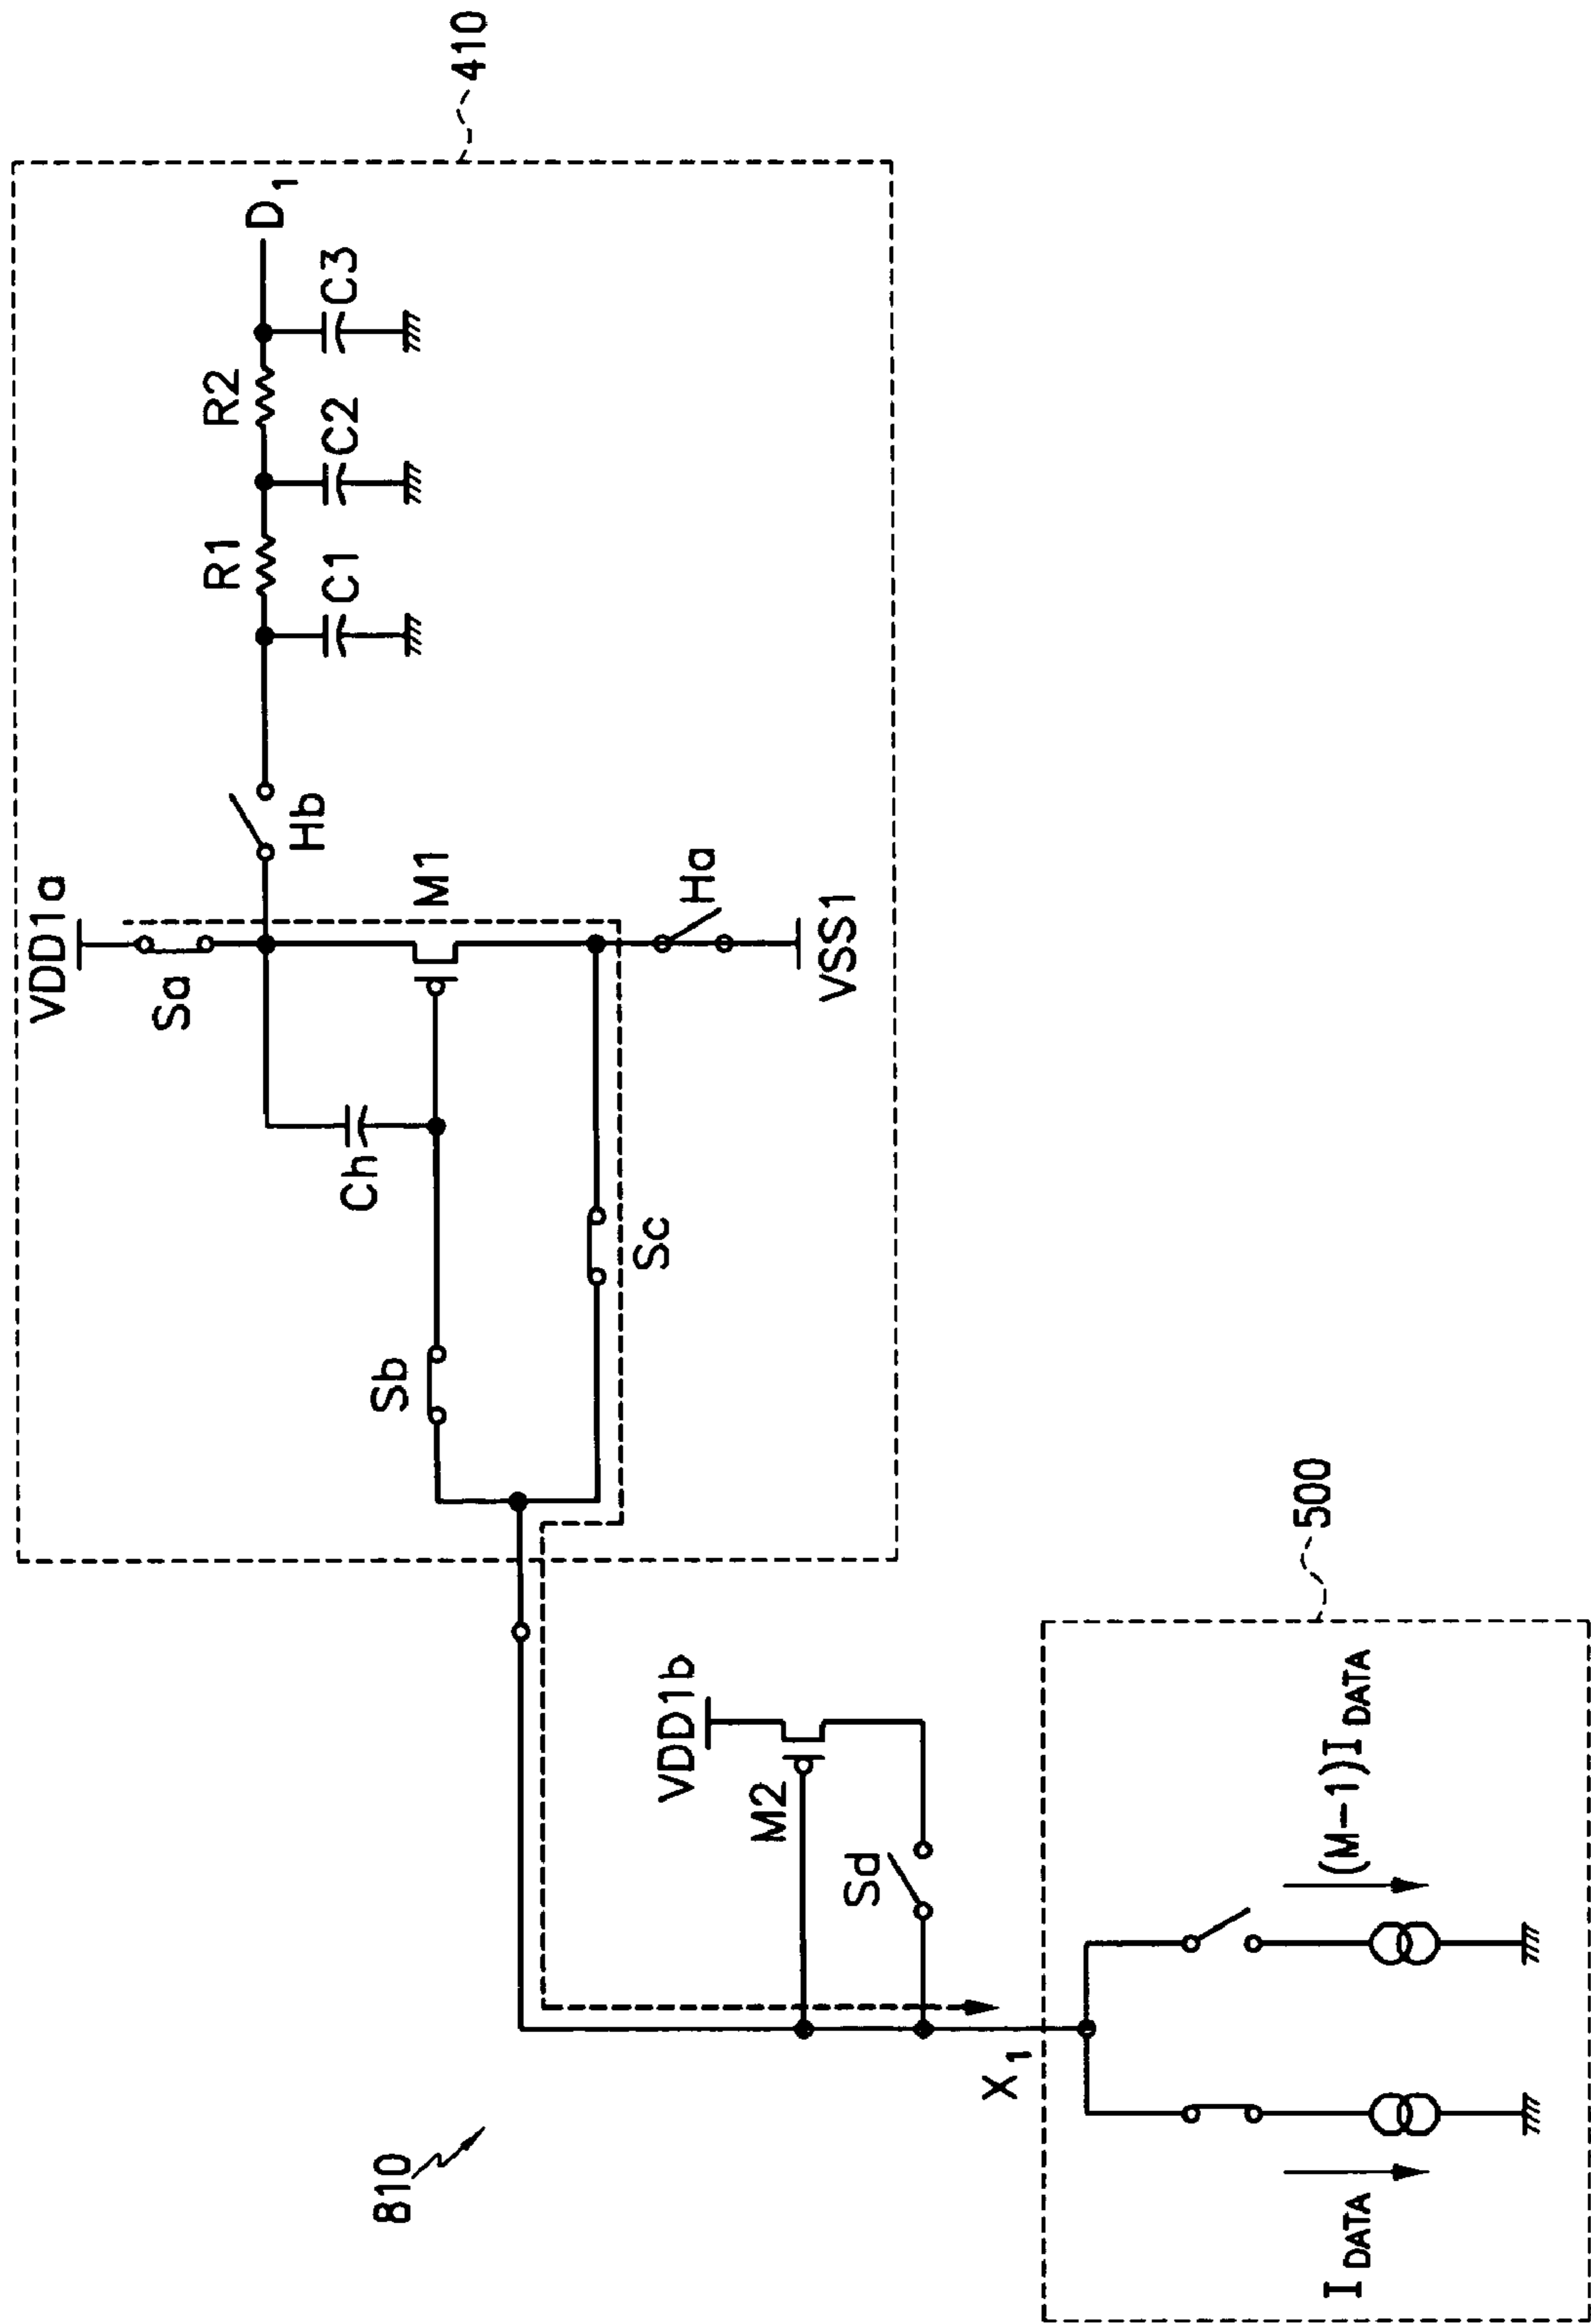 410
VDD1a
Sa
Hb
R1
R2
D1
C1
C2
C3
Ch
M1
Sb
Sc
Ha
VSS1
810
VDD1b
M2
Sd
X1
500
IDATA
(M-1)IDATA